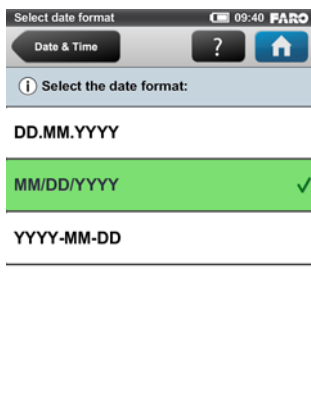 Select date format 09:40 FARO
Date & Time ?
i Select the date format:
DD.MM.YYYY
MM/DD/YYYY
YYYY-MM-DD